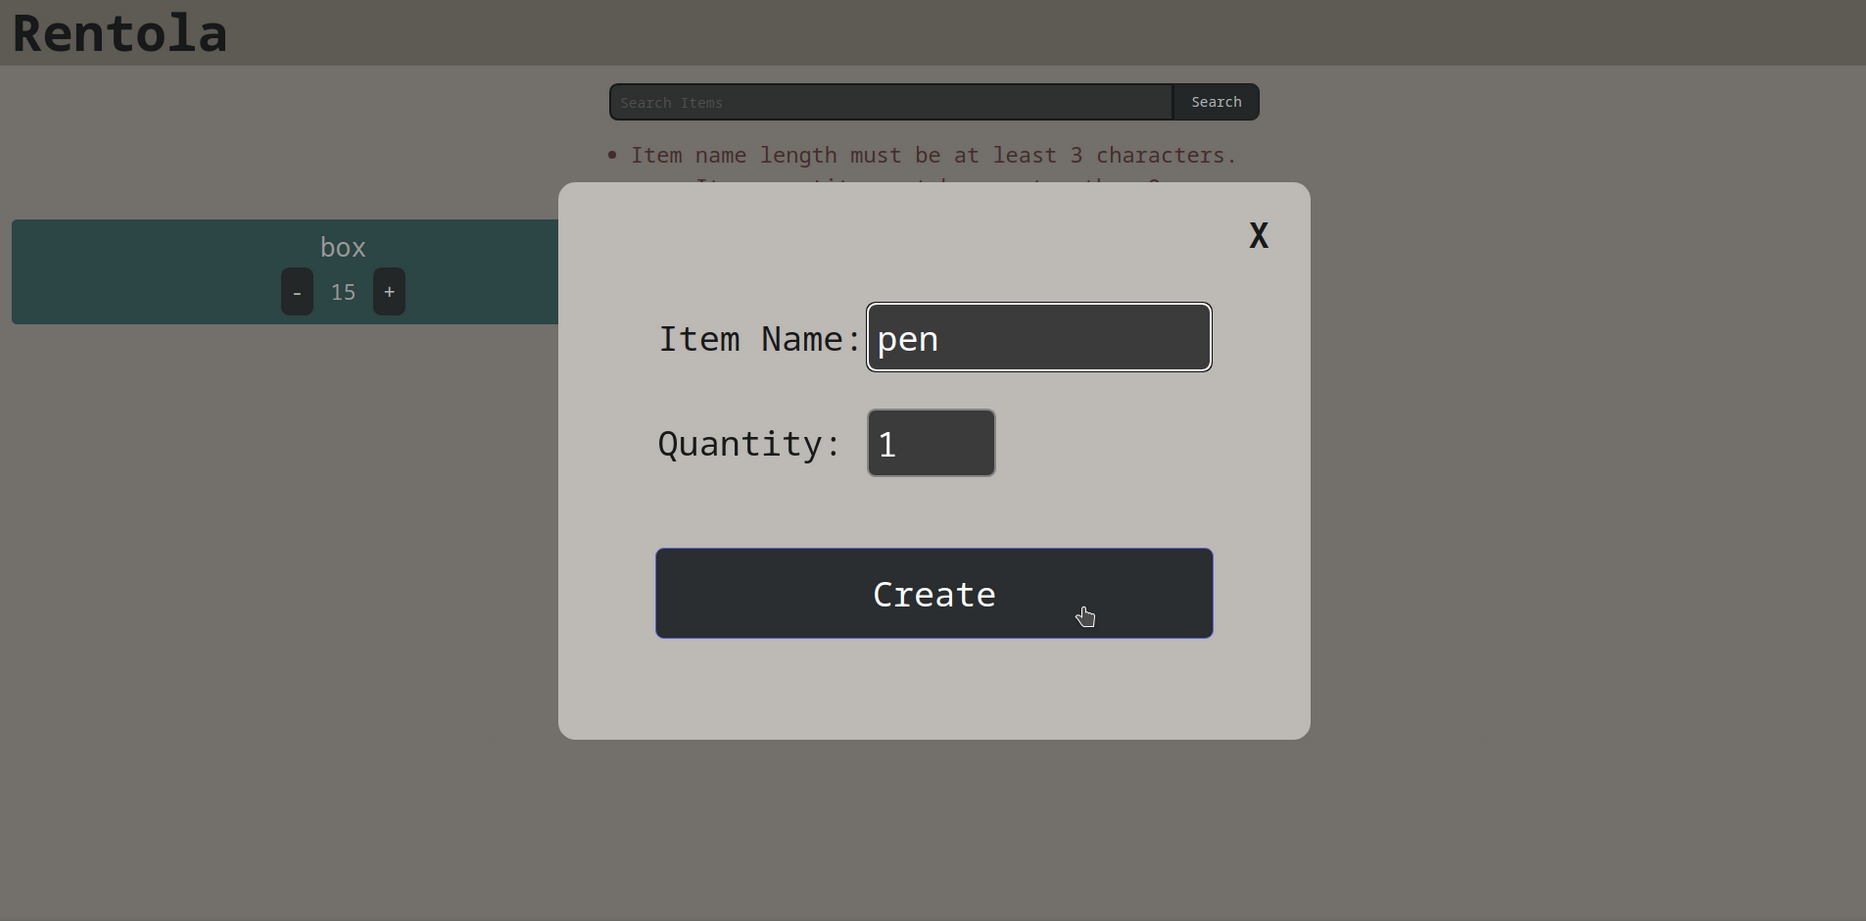 Rentola
Search Items
Search
• Item name length must be at least 3 characters.
box
- 15 +
X
Item Name: pen
Quantity: 1
Create